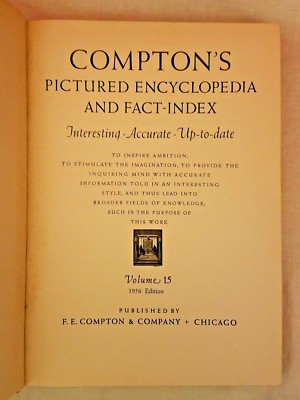 COMPTON'S
PICTURED ENCYCLOPEDIA
AND FACT-INDEX
Interesting · Accurate · Up-to-date
TO INSPIRE AMBITION,
TO STIMULATE THE IMAGINATION, TO PROVIDE THE
INQUIRING MIND WITH ACCURATE
INFORMATION TOLD IN AN INTERESTING
STYLE, AND THUS LEAD INTO
BROADER FIELDS OF KNOWLEDGE,
SUCH IS THE PURPOSE OF
THIS WORK
Volume 15
1956 Edition
PUBLISHED BY
F. E. COMPTON & COMPANY + CHICAGO